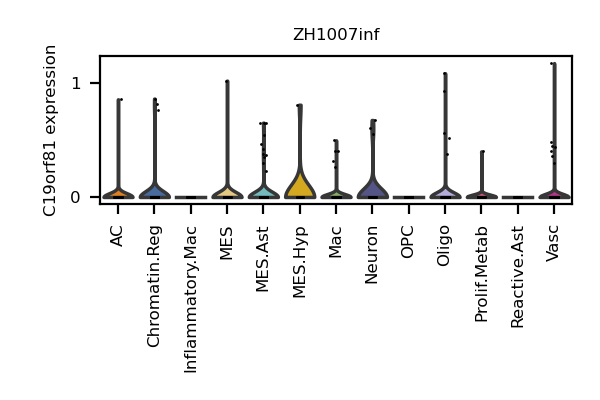 ZH1007inf
C19orf81 expression
1
0
AC
Chromatin.Reg
Inflammatory.Mac
MES
MES.Ast
MES.Hyp
Mac
Neuron
OPC
Oligo
Prolif.Metab
Reactive.Ast
Vasc